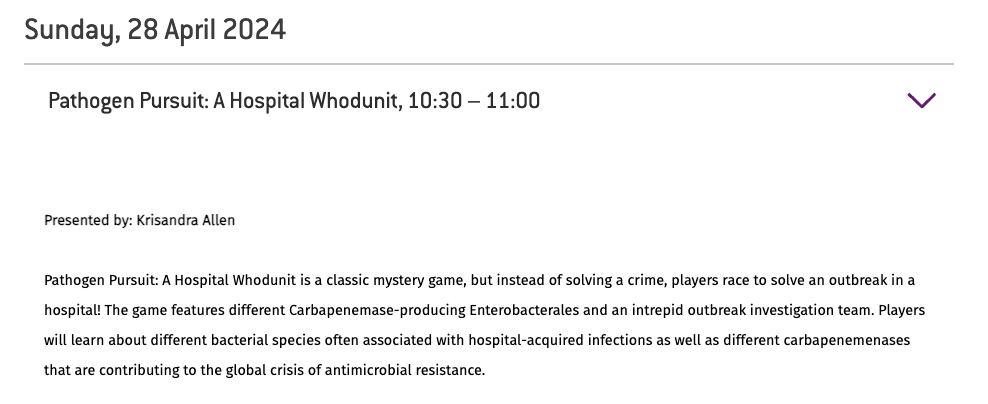 Sunday, 28 April 2024
Pathogen Pursuit: A Hospital Whodunit, 10:30 – 11:00
Presented by: Krisandra Allen
Pathogen Pursuit: A Hospital Whodunit is a classic mystery game, but instead of solving a crime, players race to solve an outbreak in a
hospital! The game features different Carbapenemase-producing Enterobacterales and an intrepid outbreak investigation team. Players
will learn about different bacterial species often associated with hospital-acquired infections as well as different carbapenemenases
that are contributing to the global crisis of antimicrobial resistance.